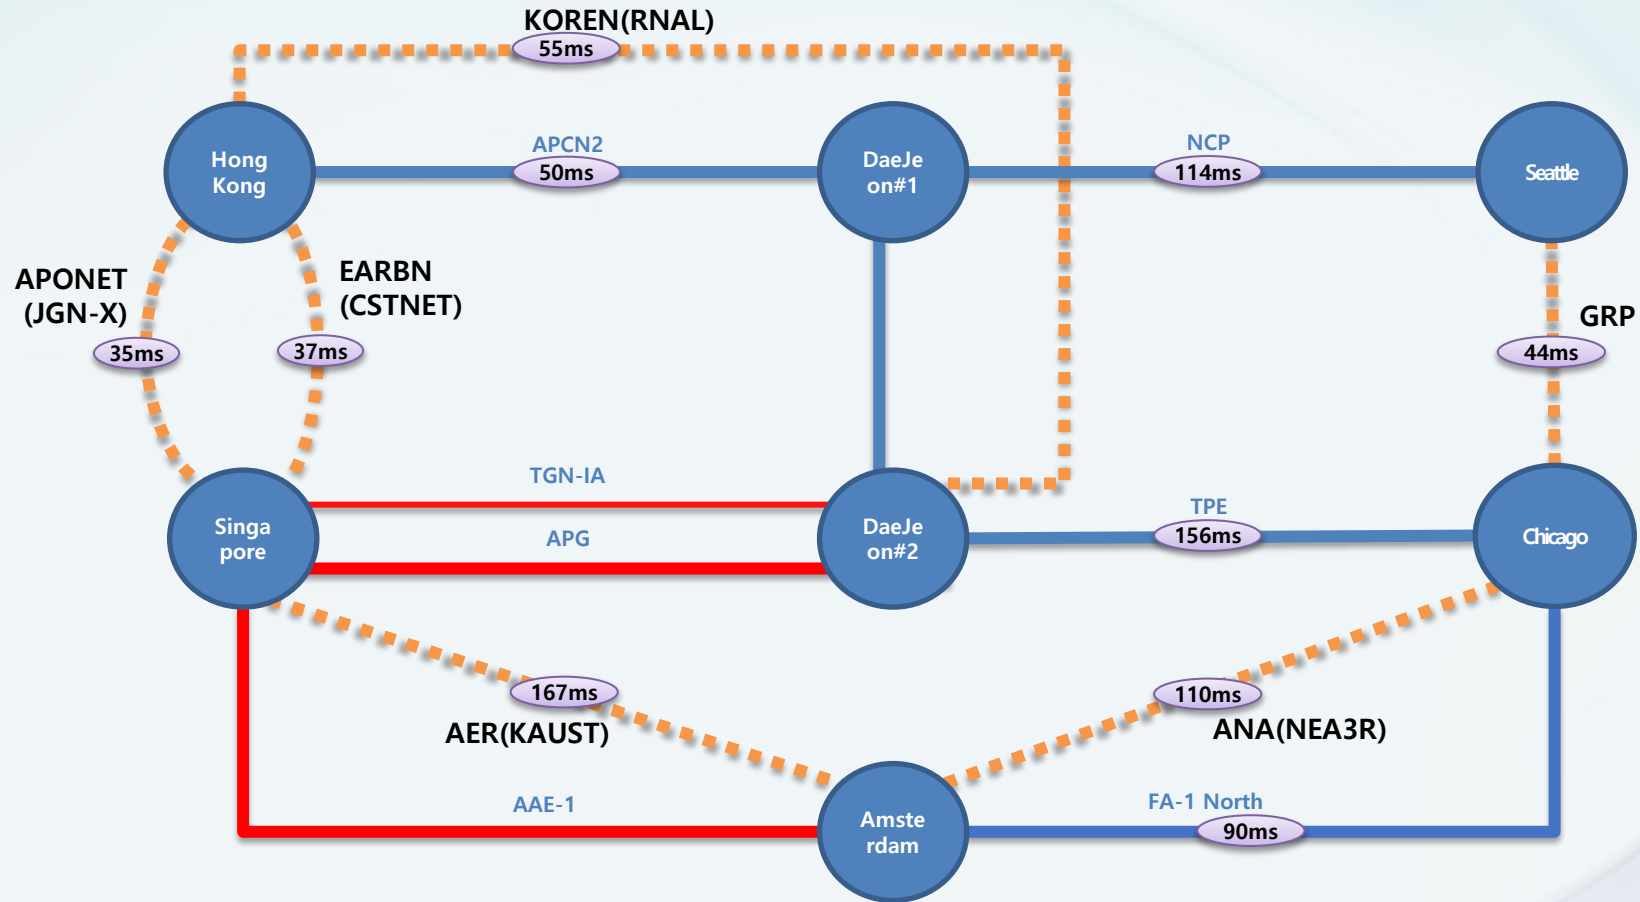 KOREN(RNAL)
55ms
Hong
Kong
APCN2
50ms
DaeJe
on#1
NCP
114ms
Seattle
APONET
(JGN-X)
35ms
EARBN
(CSTNET)
37ms
GRP
44ms
Singa
pore
TGN-IA
APG
DaeJe
on#2
TPE
156ms
Chicago
167ms
AER(KAUST)
110ms
ANA(NEA3R)
AAE-1
Amste
rdam
FA-1 North
90ms